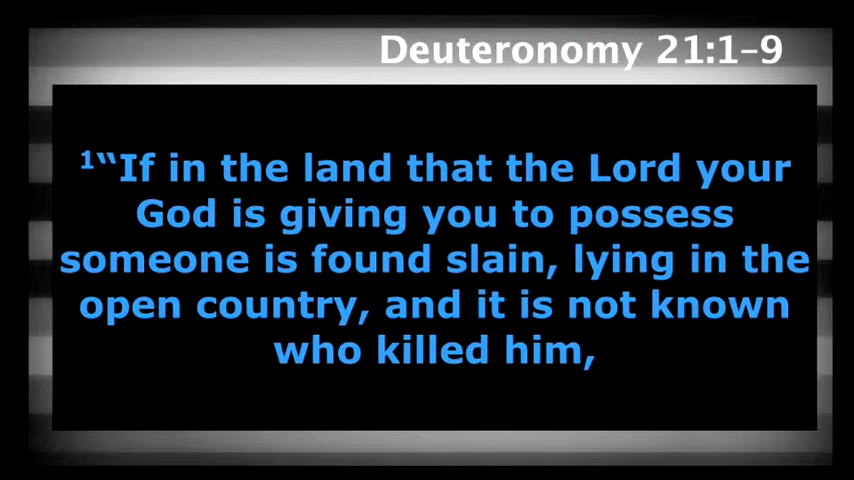 Deuteronomy 21:1–9
¹“If in the land that the Lord your
God is giving you to possess
someone is found slain, lying in the
open country, and it is not known
who killed him,